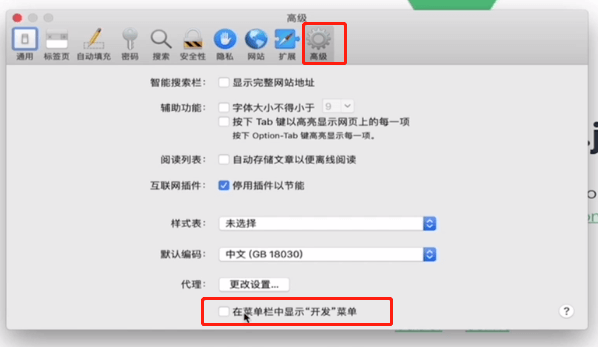 高级
通用 标签页 自动填充 密码 搜索 安全性 隐私 网站 扩展 高级
智能搜索栏: 显示完整网站地址
辅助功能: 字体大小不得小于 9
按下 Tab 键以高亮显示网页上的每一项
按下 Option-Tab 键高亮显示每一项。
阅读列表: 自动存储文章以便离线阅读
互联网插件: 停用插件以节能
样式表: 未选择
默认编码: 中文 (GB 18030)
代理: 更改设置...
在菜单栏中显示“开发”菜单 ?